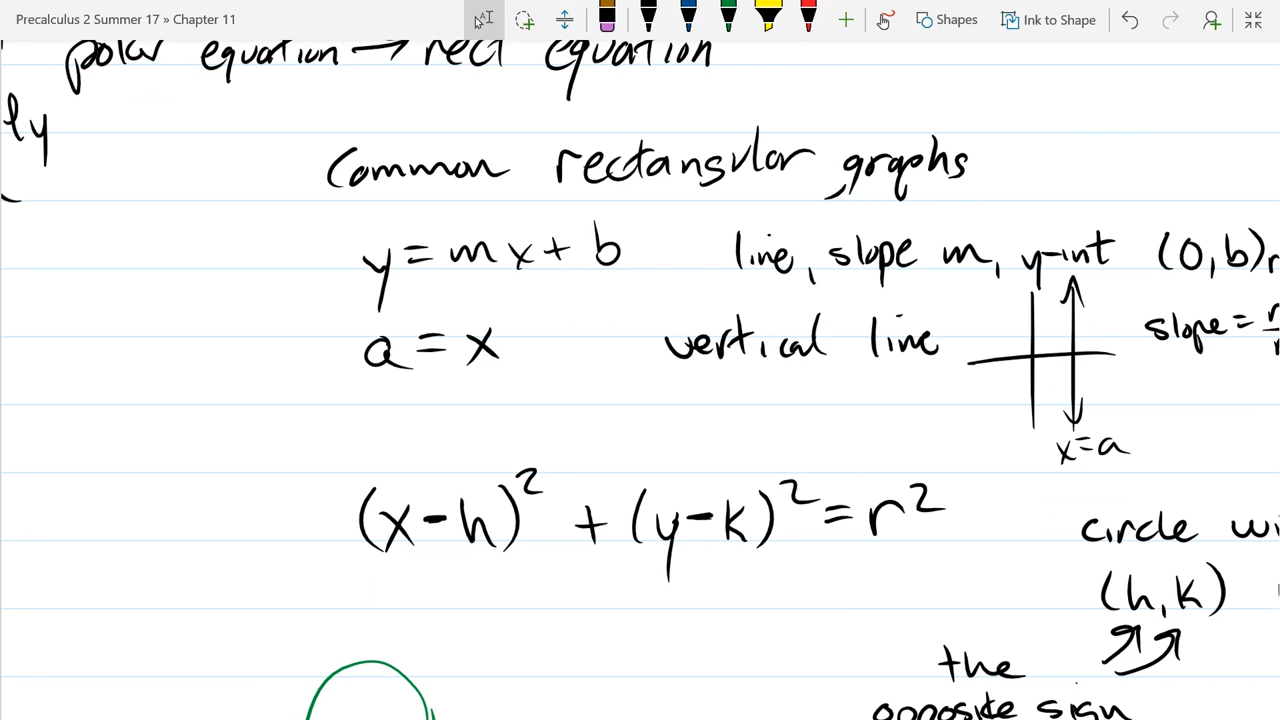 Precalculus 2 Summer 17 » Chapter 11
Shapes
Ink to Shape
polar equation → rect equation
ly
Common rectangular graphs
y = mx + b line, slope m, y-int (0, b)
a = x vertical line
slope =
x=a
(x-h)² + (y-k)² = r²
circle wi
(h, k)
the
opposite sign